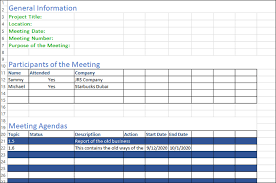 General Information
Project Title:
Location:
Meeting Date:
Meeting Number:
Purpose of the Meeting:
Participants of the Meeting
Name Attended Company
Sammy Yes JRS Company
Michael Yes Starbucks Dubai
Meeting Agendas
Topic Status Description Action Start Date End Date
1.5 Report of the old business
1.6 This contains the old ways of the 9/12/2020 10/1/2020